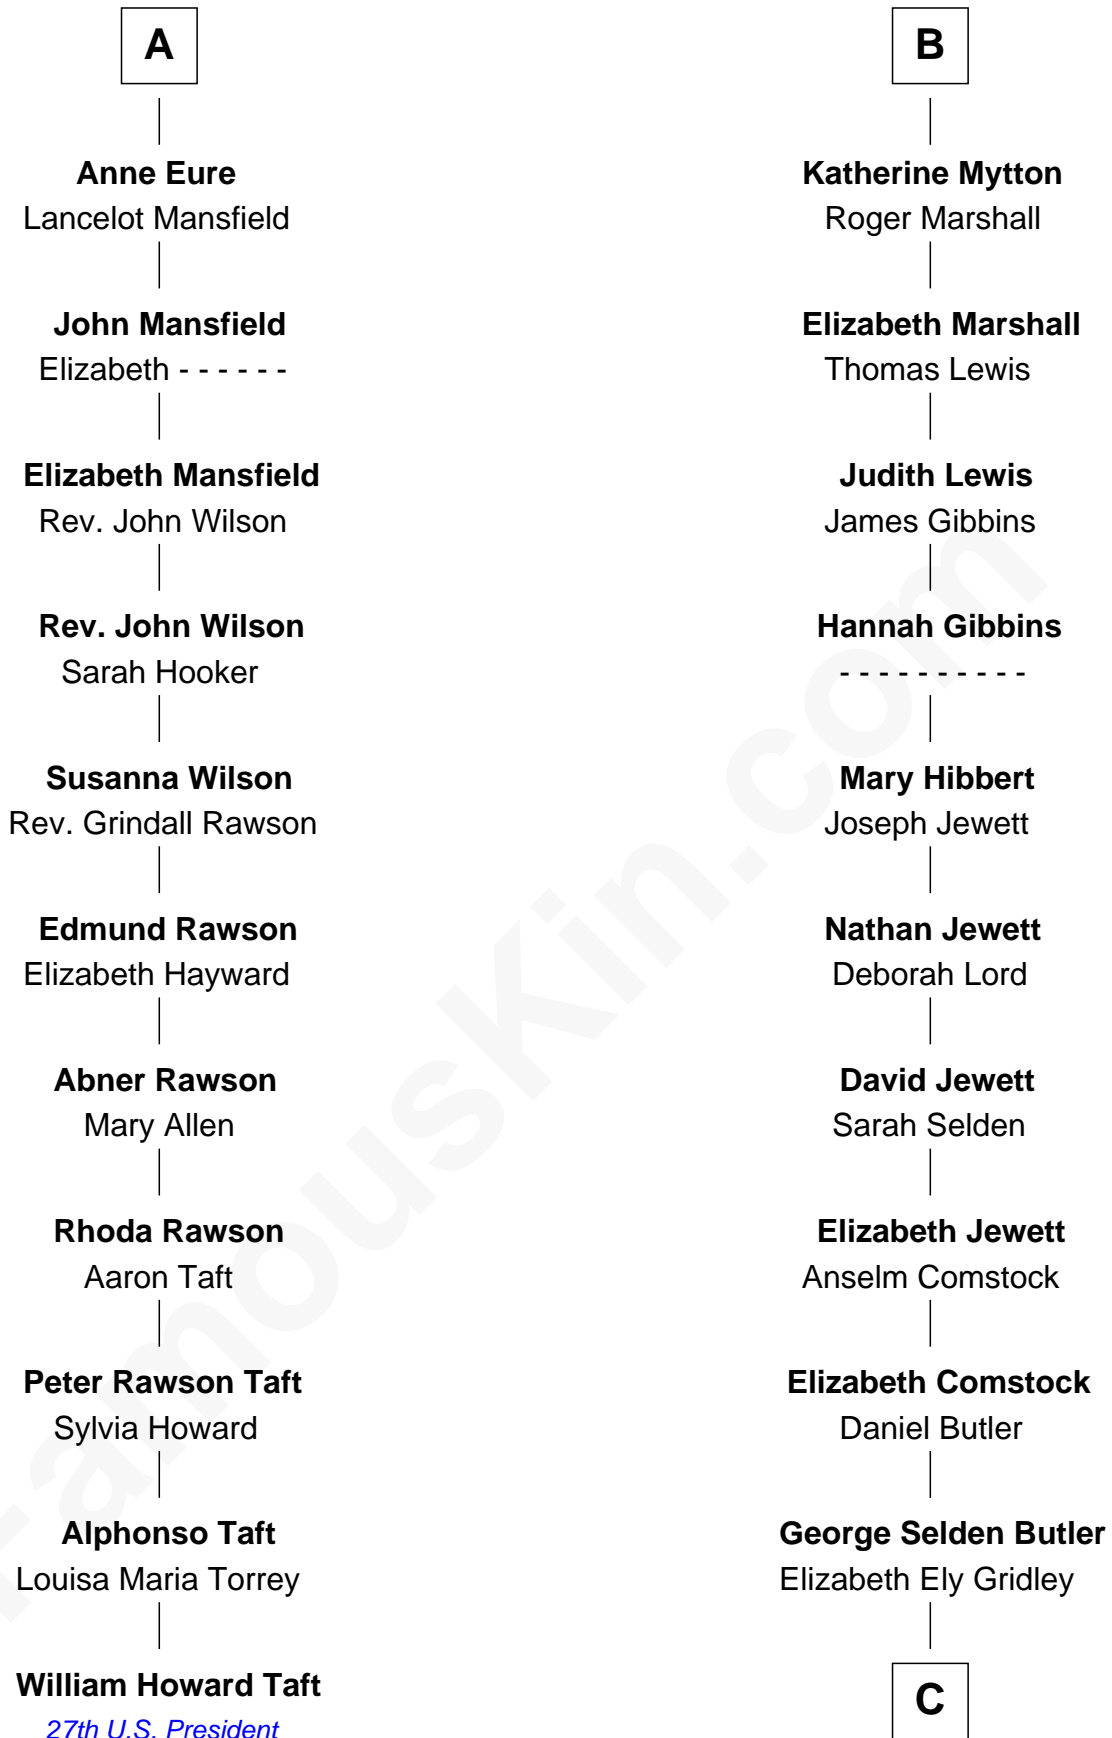 A
Anne Eure
Lancelot Mansfield
John Mansfield
Elizabeth - - - - - -
Elizabeth Mansfield
Rev. John Wilson
Rev. John Wilson
Sarah Hooker
Susanna Wilson
Rev. Grindall Rawson
Edmund Rawson
Elizabeth Hayward
Abner Rawson
Mary Allen
Rhoda Rawson
Aaron Taft
Peter Rawson Taft
Sylvia Howard
Alphonso Taft
Louisa Maria Torrey
William Howard Taft
27th U.S. President
B
Katherine Mytton
Roger Marshall
Elizabeth Marshall
Thomas Lewis
Judith Lewis
James Gibbins
Hannah Gibbins
- - - - - - - - - -
Mary Hibbert
Joseph Jewett
Nathan Jewett
Deborah Lord
David Jewett
Sarah Selden
Elizabeth Jewett
Anselm Comstock
Elizabeth Comstock
Daniel Butler
George Selden Butler
Elizabeth Ely Gridley
C
FamousKin.com